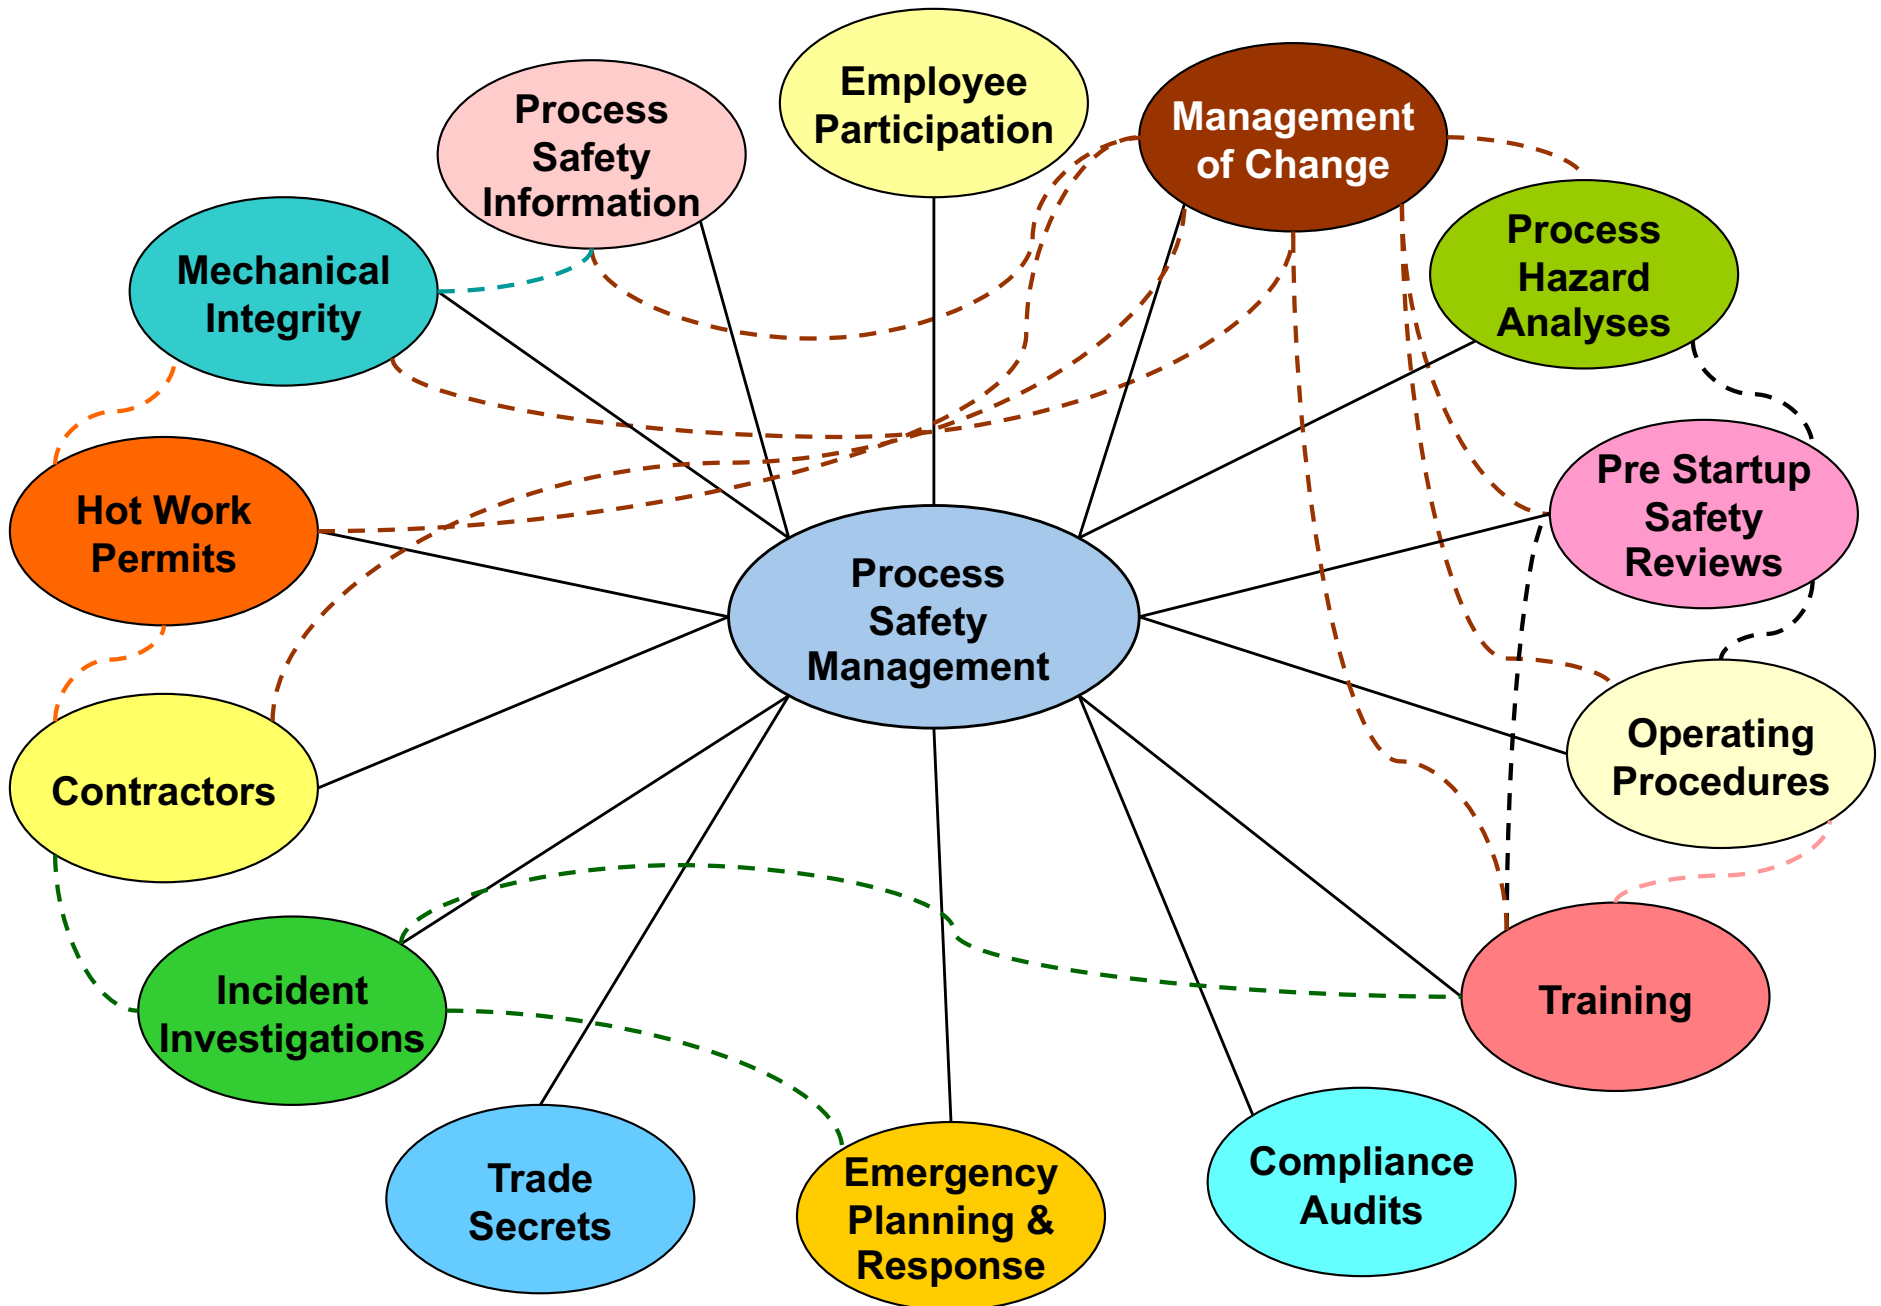 Employee
Participation
Management
of Change
Process
Safety
Information
Process
Hazard
Analyses
Mechanical
Integrity
Pre Startup
Safety
Reviews
Hot Work
Permits
Process
Safety
Management
Operating
Procedures
Contractors
Incident
Investigations
Training
Trade
Secrets
Emergency
Planning &
Response
Compliance
Audits